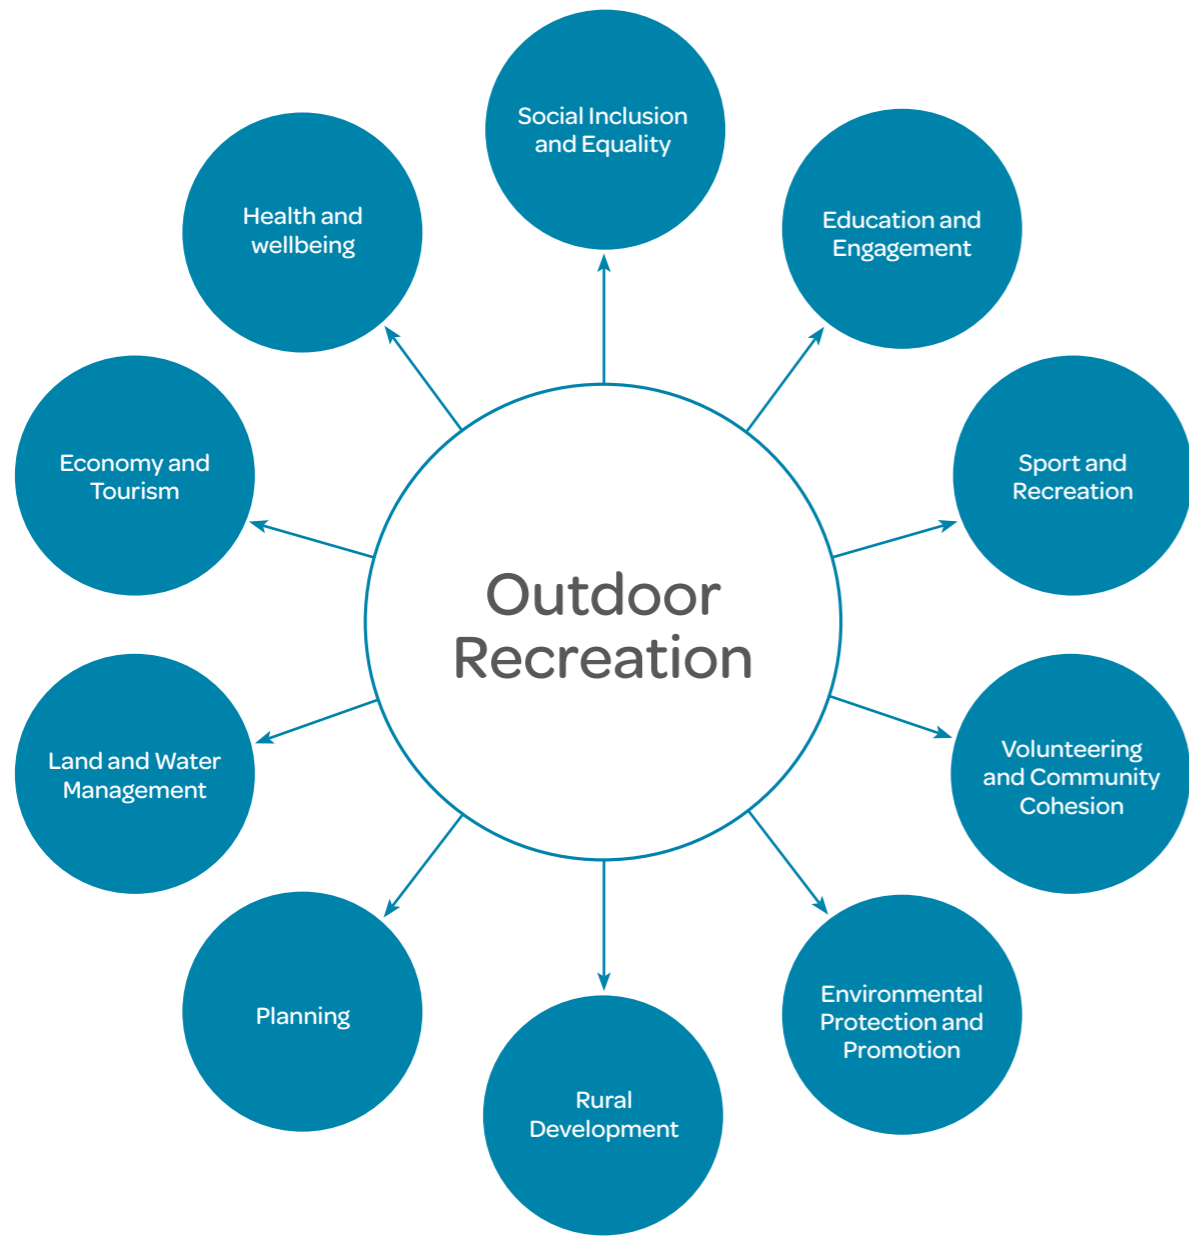 Social Inclusion
and Equality
Education and
Engagement
Sport and
Recreation
Volunteering
and Community
Cohesion
Environmental
Protection and
Promotion
Rural
Development
Planning
Land and Water
Management
Economy and
Tourism
Health and
wellbeing
Outdoor
Recreation